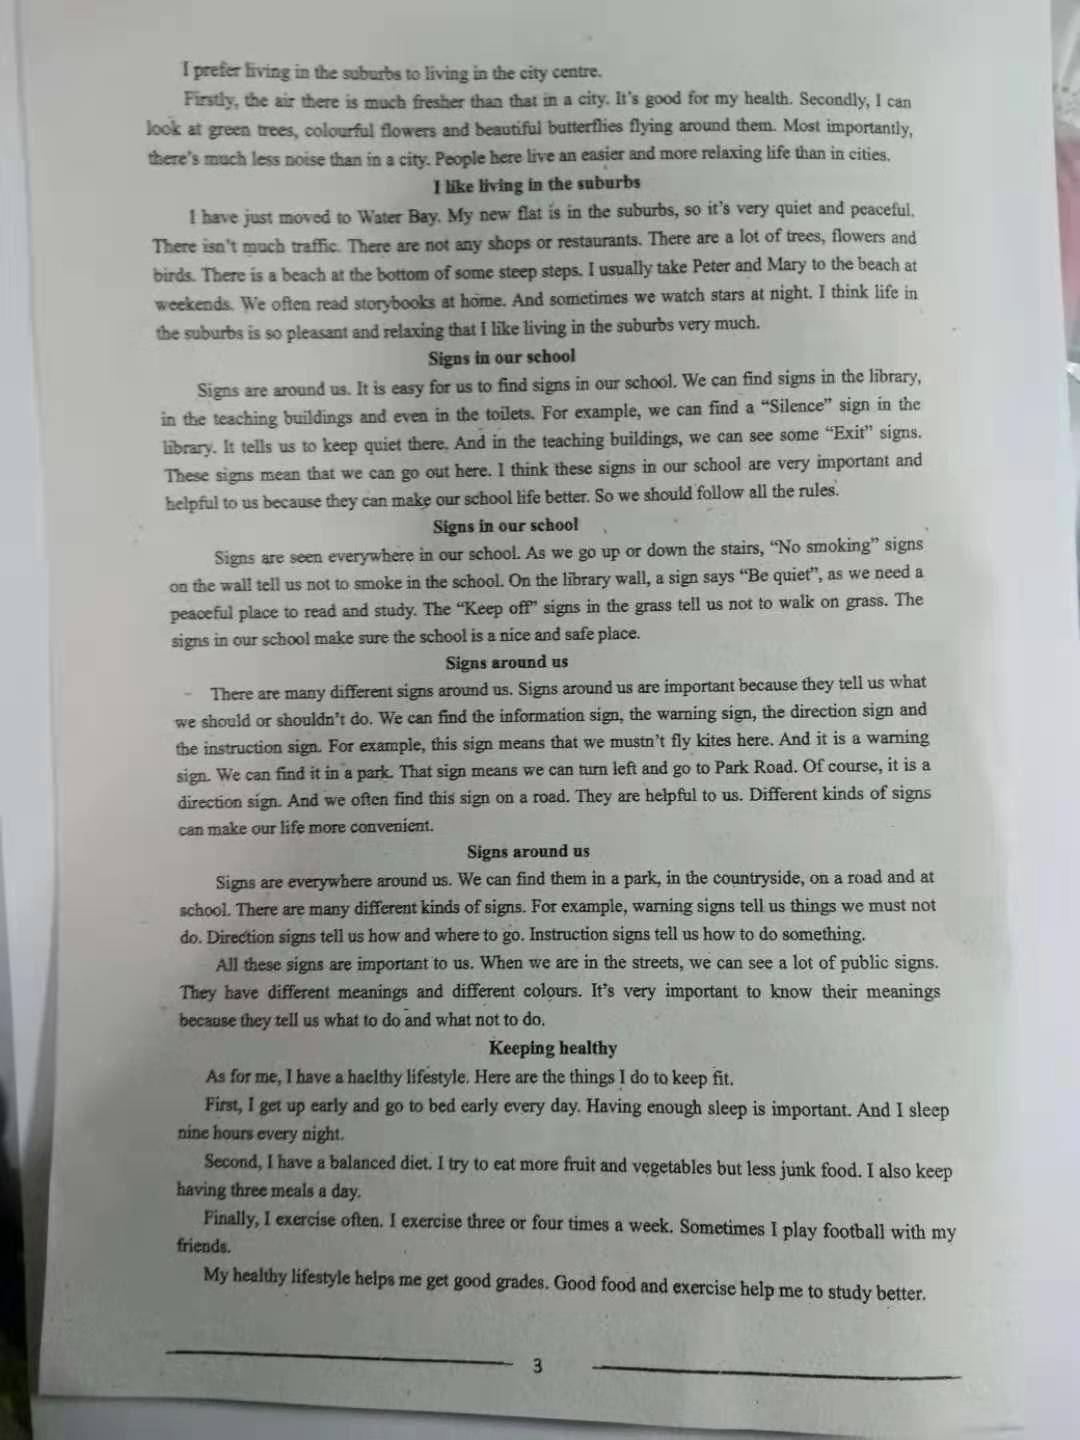 I prefer living in the suburbs to living in the city centre.
Firstly, the air there is much fresher than that in a city. It's good for my health. Secondly, I can
look at green trees, colourful flowers and beautiful butterflies flying around them. Most importantly,
there's much less noise than in a city. People here live an easier and more relaxing life than in cities.
I like living in the suburbs
I have just moved to Water Bay. My new flat is in the suburbs, so it's very quiet and peaceful.
There isn't much traffic. There are not any shops or restaurants. There are a lot of trees, flowers and
birds. There is a beach at the bottom of some steep steps. I usually take Peter and Mary to the beach at
weekends. We often read storybooks at home. And sometimes we watch stars at night. I think life in
the suburbs is so pleasant and relaxing that I like living in the suburbs very much.
Signs in our school
Signs are around us. It is easy for us to find signs in our school. We can find signs in the library,
in the teaching buildings and even in the toilets. For example, we can find a “Silence” sign in the
library. It tells us to keep quiet there. And in the teaching buildings, we can see some “Exit” signs.
These signs mean that we can go out here. I think these signs in our school are very important and
helpful to us because they can make our school life better. So we should follow all the rules.
Signs in our school
Signs are seen everywhere in our school. As we go up or down the stairs, “No smoking” signs
on the wall tell us not to smoke in the school. On the library wall, a sign says “Be quiet”, as we need a
peaceful place to read and study. The “Keep off” signs in the grass tell us not to walk on grass. The
signs in our school make sure the school is a nice and safe place.
Signs around us
There are many different signs around us. Signs around us are important because they tell us what
we should or shouldn't do. We can find the information sign, the warning sign, the direction sign and
the instruction sign. For example, this sign means that we mustn't fly kites here. And it is a warning
sign. We can find it in a park. That sign means we can turn left and go to Park Road. Of course, it is a
direction sign. And we often find this sign on a road. They are helpful to us. Different kinds of signs
can make our life more convenient.
Signs around us
Signs are everywhere around us. We can find them in a park, in the countryside, on a road and at
school. There are many different kinds of signs. For example, warning signs tell us things we must not
do. Direction signs tell us how and where to go. Instruction signs tell us how to do something.
All these signs are important to us. When we are in the streets, we can see a lot of public signs.
They have different meanings and different colours. It's very important to know their meanings
because they tell us what to do and what not to do.
Keeping healthy
As for me, I have a haelthy lifestyle. Here are the things I do to keep fit.
First, I get up early and go to bed early every day. Having enough sleep is important. And I sleep
nine hours every night.
Second, I have a balanced diet. I try to eat more fruit and vegetables but less junk food. I also keep
having three meals a day.
Finally, I exercise often. I exercise three or four times a week. Sometimes I play football with my
friends.
My healthy lifestyle helps me get good grades. Good food and exercise help me to study better.
3